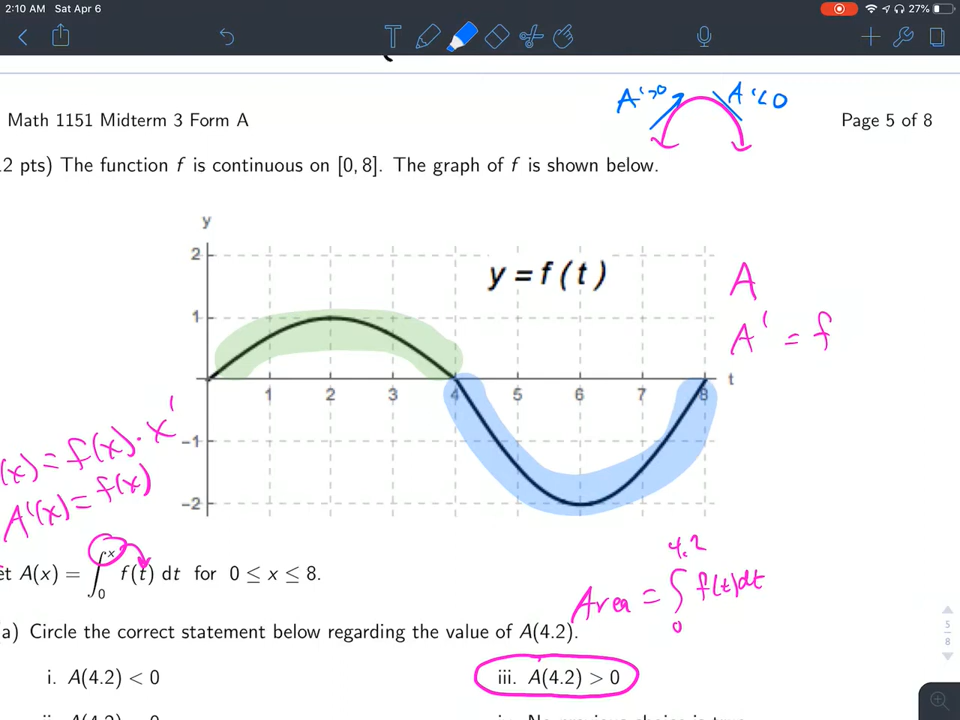 2:10 AM Sat Apr 6
27%
T
A'>0
A'<0
Math 1151 Midterm 3 Form A
Page 5 of 8
2 pts) The function f is continuous on [0, 8]. The graph of f is shown below.
y
2
y = f ( t )
A
1
A' = f
t
1 2 3 4 5 6 7 8
-1
(x) = f(x) · x'
-2
A'(x) = f(x)
et A(x) = ∫₀ˣ f(t) dt for 0 ≤ x ≤ 8.
Area = ∫₀^4.2 f(t)dt
a) Circle the correct statement below regarding the value of A(4.2).
i. A(4.2) < 0
iii. A(4.2) > 0
5
8